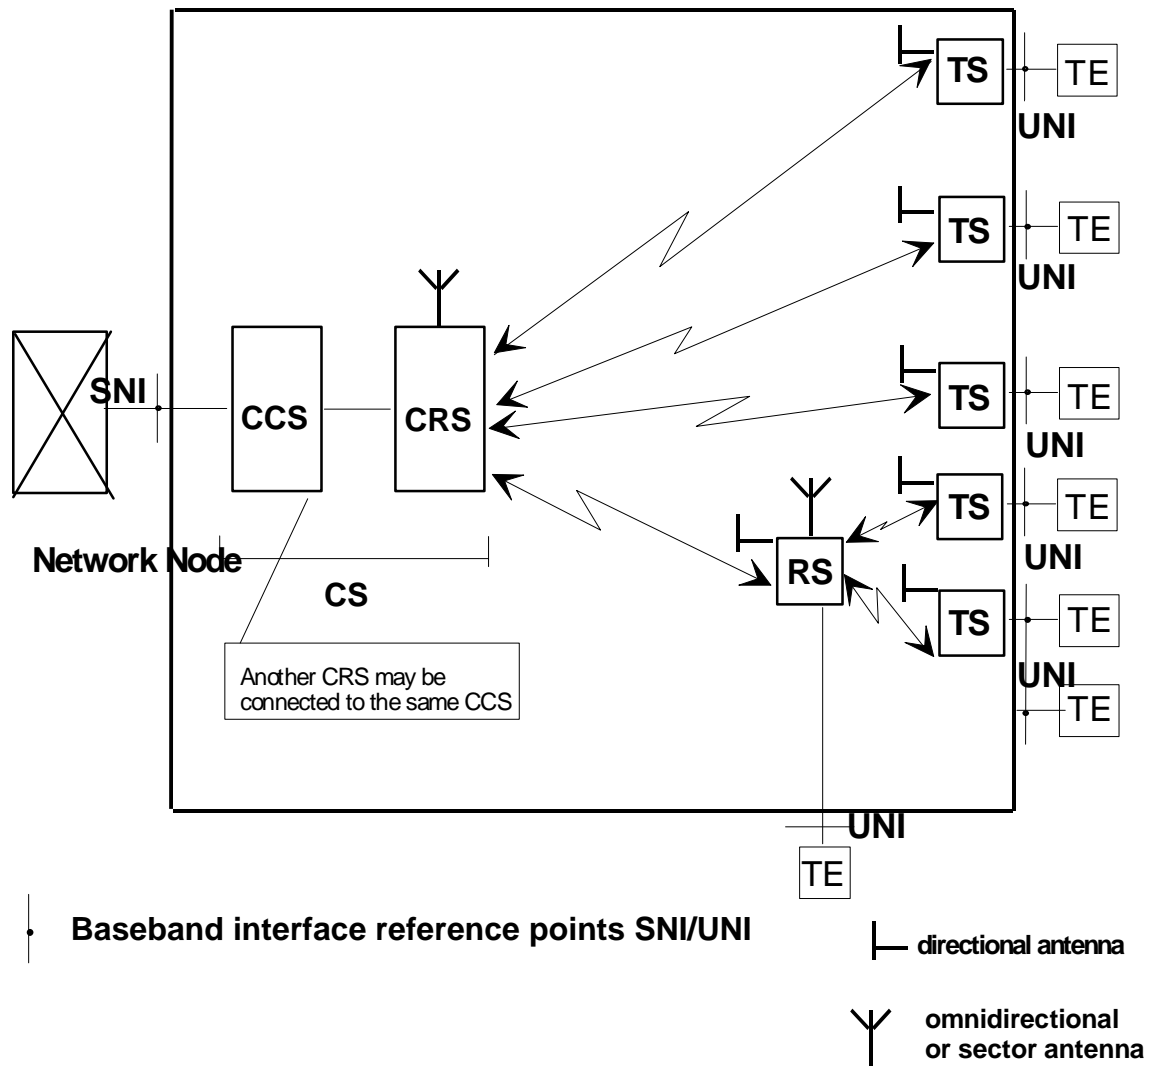 TS
TE
UNI
TS
TE
UNI
SNI
CCS
CRS
TS
TE
UNI
TS
TE
UNI
Network Node
CS
RS
TS
TE
UNI
TE
Another CRS may be
connected to the same CCS
UNI
TE
Baseband interface reference points SNI/UNI
directional antenna
omnidirectional
or sector antenna